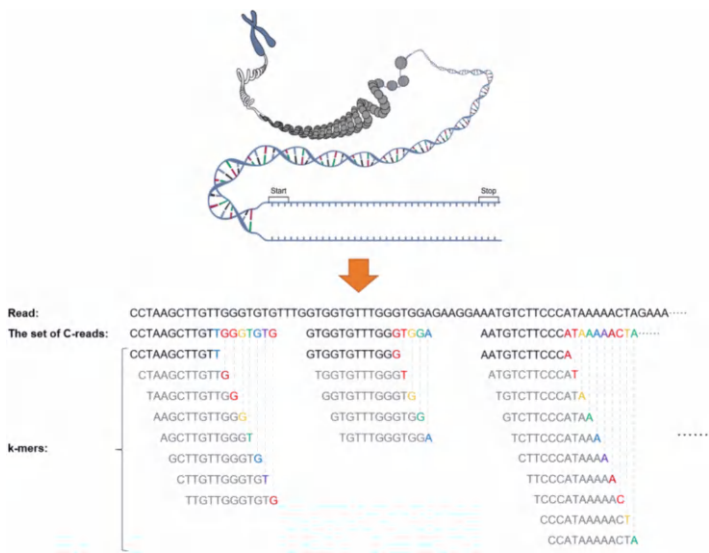 Start Stop
Read: CCTAAGCTTGTTGGGTGTGTTTGGTGGTGTTTGGGTGGAGAAGGAAATGTCTTCCCATAAAAACTAGAAA ......
The set of C-reads: CCTAAGCTTGTTGGGTGTG GTGGTGTTTGGGTGGA AATGTCTTCCCATAAAAACTA ......
k-mers:
CCTAAGCTTGTT GTGGTGTTTGGG AATGTCTTCCCA
CTAAGCTTGTTG TGGTGTTTGGGT ATGTCTTCCCAT
TAAGCTTGTTGG GGTGTTTGGGTG TGTCTTCCCATA
AAGCTTGTTGGG GTGTTTGGGTGG GTCTTCCCATAA
AGCTTGTTGGGT TGTTTGGGTGGA TCTTCCCATAAA ......
GCTTGTTGGGTG CTTCCCATAAAA
CTTGTTGGGTGT TTCCCATAAAAA
TTGTTGGGTGTG TCCCATAAAAAC
CCCATAAAAACT
CCATAAAAACTA